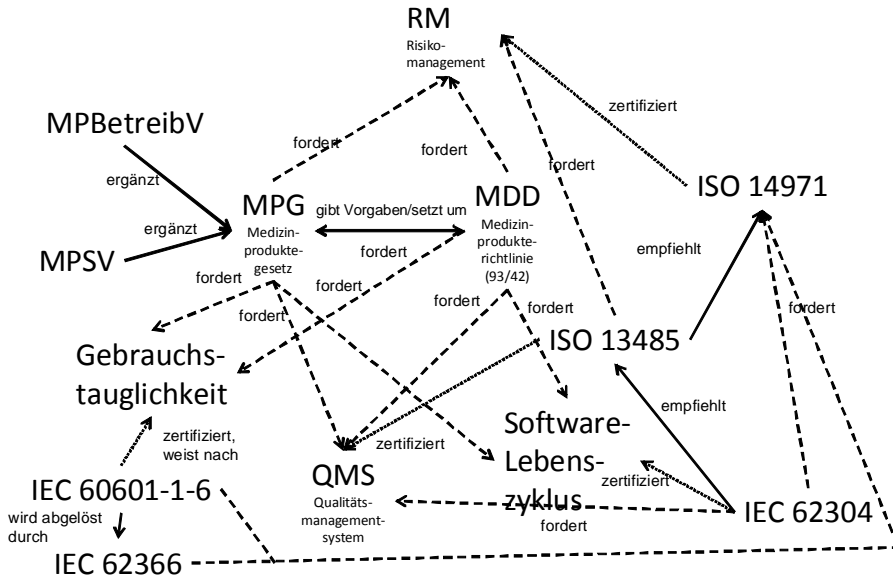 RM
Risiko-
management
zertifiziert
MPBetreibV
fordert
fordert
fordert
ergänzt
ISO 14971
MPG
gibt Vorgaben/setzt um
MDD
ergänzt
Medizin-
produkte-
gesetz
Medizin-
produkte-
richtlinie
(93/42)
fordert
empfiehlt
MPSV
fordert
fordert
fordert
fordert
fordert
fordert
ISO 13485
Gebrauchs-
tauglichkeit
empfiehlt
Software-
Lebens-
zyklus
zertifiziert,
weist nach
zertifiziert
QMS
Qualitäts-
management-
system
zertifiziert
IEC 60601-1-6
fordert
IEC 62304
wird abgelöst
durch
IEC 62366